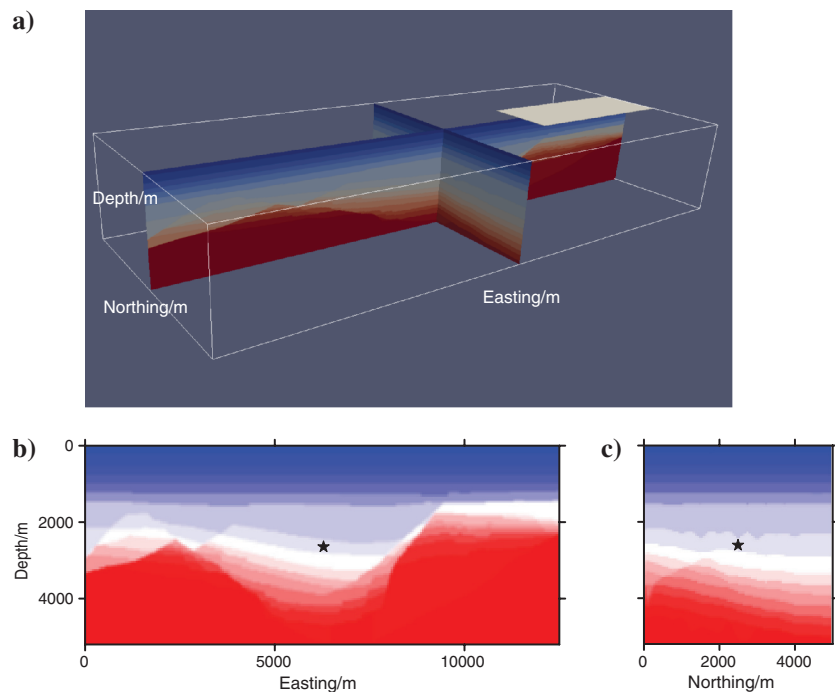 a)
Depth/m
Northing/m
Easting/m
b)
c)
0
2000
4000
Depth/m
0
5000
10000
Easting/m
0
2000
4000
Northing/m